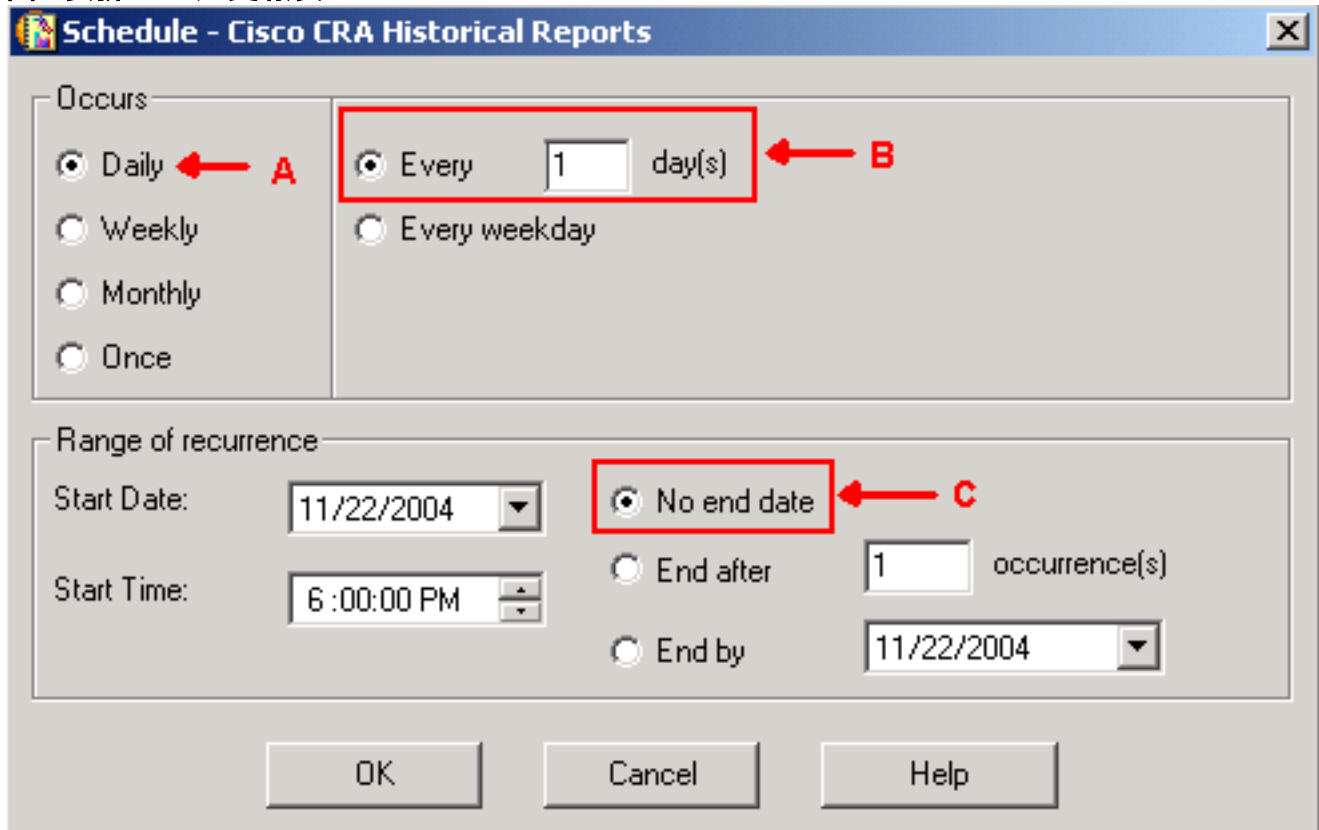 Schedule - Cisco CRA Historical Reports
Occurs
Daily A Every 1 day(s) B
Weekly Every weekday
Monthly
Once
Range of recurrence
Start Date: 11/22/2004 No end date C
End after 1 occurrence(s)
Start Time: 6:00:00 PM
End by 11/22/2004
OK Cancel Help